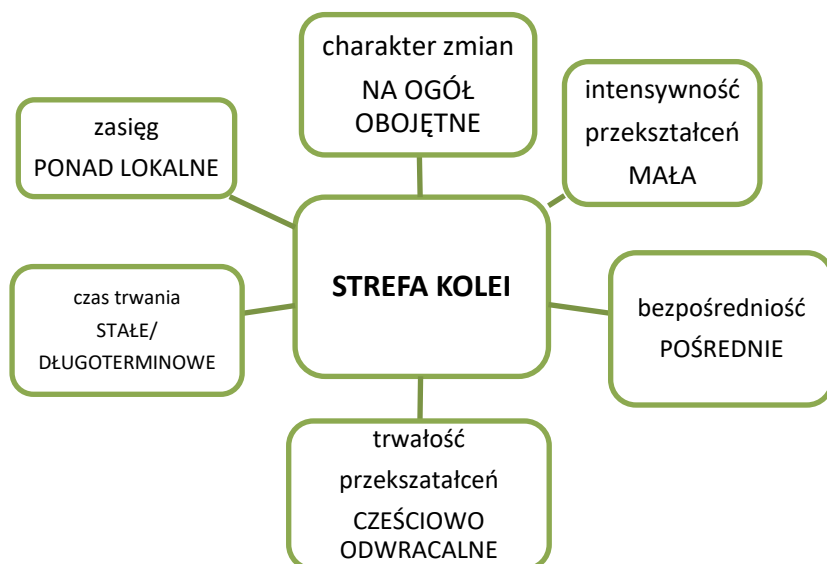 charakter zmian
NA OGÓŁ
OBOJĘTNE
intensywność
przekształceń
MAŁA
zasięg
PONAD LOKALNE
STREFA KOLEI
bezpośredniość
POŚREDNIE
czas trwania
STAŁE/
DŁUGOTERMINOWE
trwałość
przekszatałceń
CZEŚCIOWO
ODWRACALNE